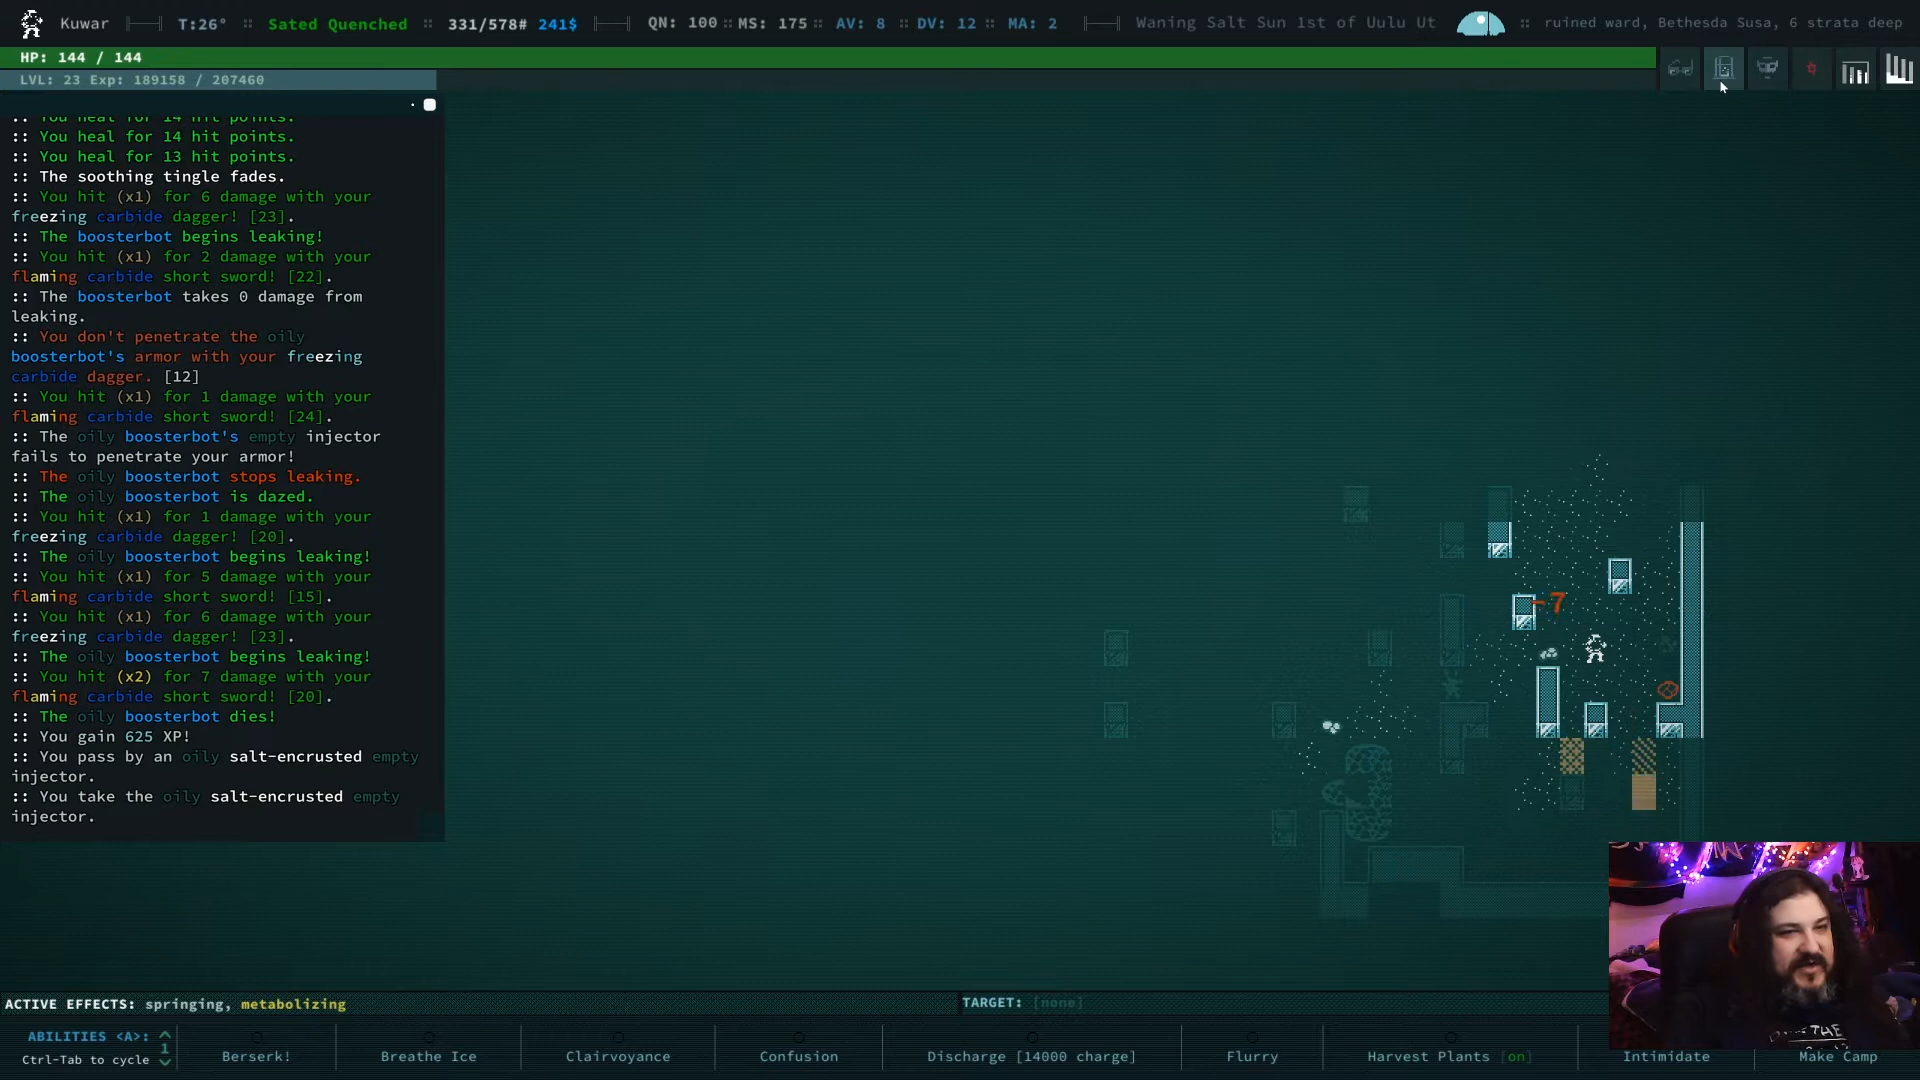 Kuwar T:26° Sated Quenched :: 331/578# 241$ QN: 100 :: MS: 175 :: AV: 8 :: DV: 12 :: MA: 2 Waning Salt Sun 1st of Uulu Ut :: ruined ward, Bethesda Susa, 6 strata deep
HP: 144 / 144
LVL: 23 Exp: 189158 / 207460
:: You heal for 14 hit points.
:: You heal for 14 hit points.
:: You heal for 13 hit points.
:: The soothing tingle fades.
:: You hit (x1) for 6 damage with your
freezing carbide dagger! [23].
:: The boosterbot begins leaking!
:: You hit (x1) for 2 damage with your
flaming carbide short sword! [22].
:: The boosterbot takes 0 damage from
leaking.
:: You don't penetrate the oily
boosterbot's armor with your freezing
carbide dagger. [12]
:: You hit (x1) for 1 damage with your
flaming carbide short sword! [24].
:: The oily boosterbot's empty injector
fails to penetrate your armor!
:: The oily boosterbot stops leaking.
:: The oily boosterbot is dazed.
:: You hit (x1) for 1 damage with your
freezing carbide dagger! [20].
:: The oily boosterbot begins leaking!
:: You hit (x1) for 5 damage with your
flaming carbide short sword! [15].
:: You hit (x1) for 6 damage with your
freezing carbide dagger! [23].
:: The oily boosterbot begins leaking!
:: You hit (x2) for 7 damage with your
flaming carbide short sword! [20].
:: The oily boosterbot dies!
:: You gain 625 XP!
:: You pass by an oily salt-encrusted empty
injector.
:: You take the oily salt-encrusted empty
injector.
-7
ACTIVE EFFECTS: springing, metabolizing
TARGET: [none]
ABILITIES <A>: 1
Ctrl-Tab to cycle
Berserk! Breathe Ice Clairvoyance Confusion Discharge [14000 charge] Flurry Harvest Plants [on] Intimidate Make Camp